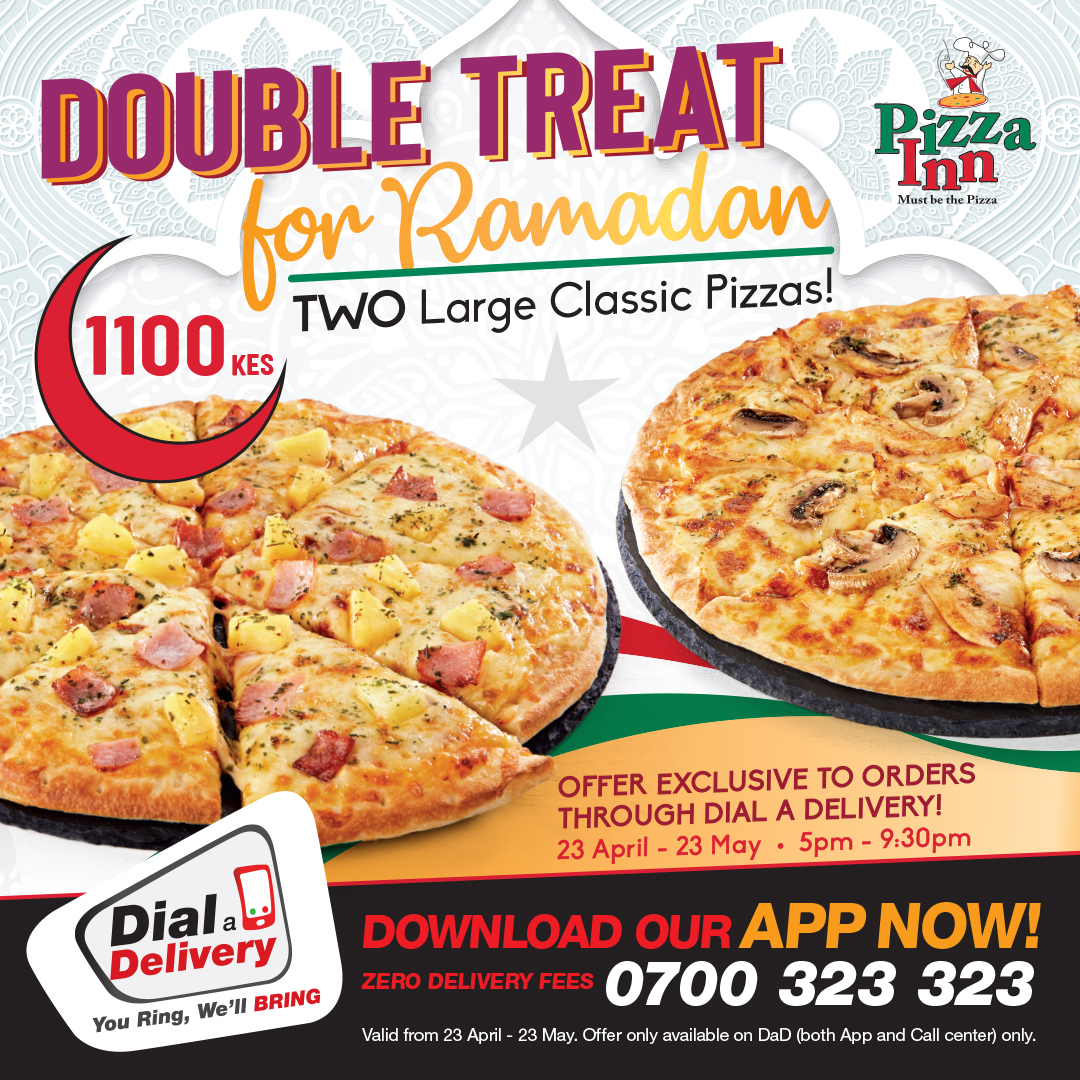 DOUBLE TREAT
for Ramadan
TWO Large Classic Pizzas!
Pizza
Inn
Must be the Pizza
1100 KES
OFFER EXCLUSIVE TO ORDERS
THROUGH DIAL A DELIVERY!
23 April - 23 May • 5pm - 9:30pm
Dial a
Delivery
You Ring, We'll BRING
DOWNLOAD OUR APP NOW!
ZERO DELIVERY FEES 0700 323 323
Valid from 23 April - 23 May. Offer only available on DaD (both App and Call center) only.